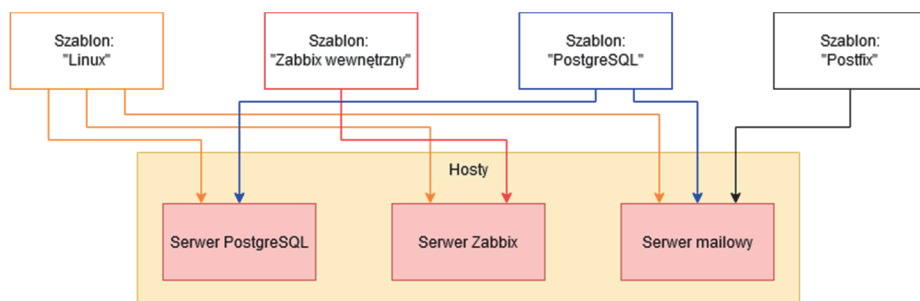 Szablon:
"Linux"
Szablon:
"Zabbix wewnętrzny"
Szablon:
"PostgreSQL"
Szablon:
"Postfix"
Hosty
Serwer PostgreSQL
Serwer Zabbix
Serwer mailowy